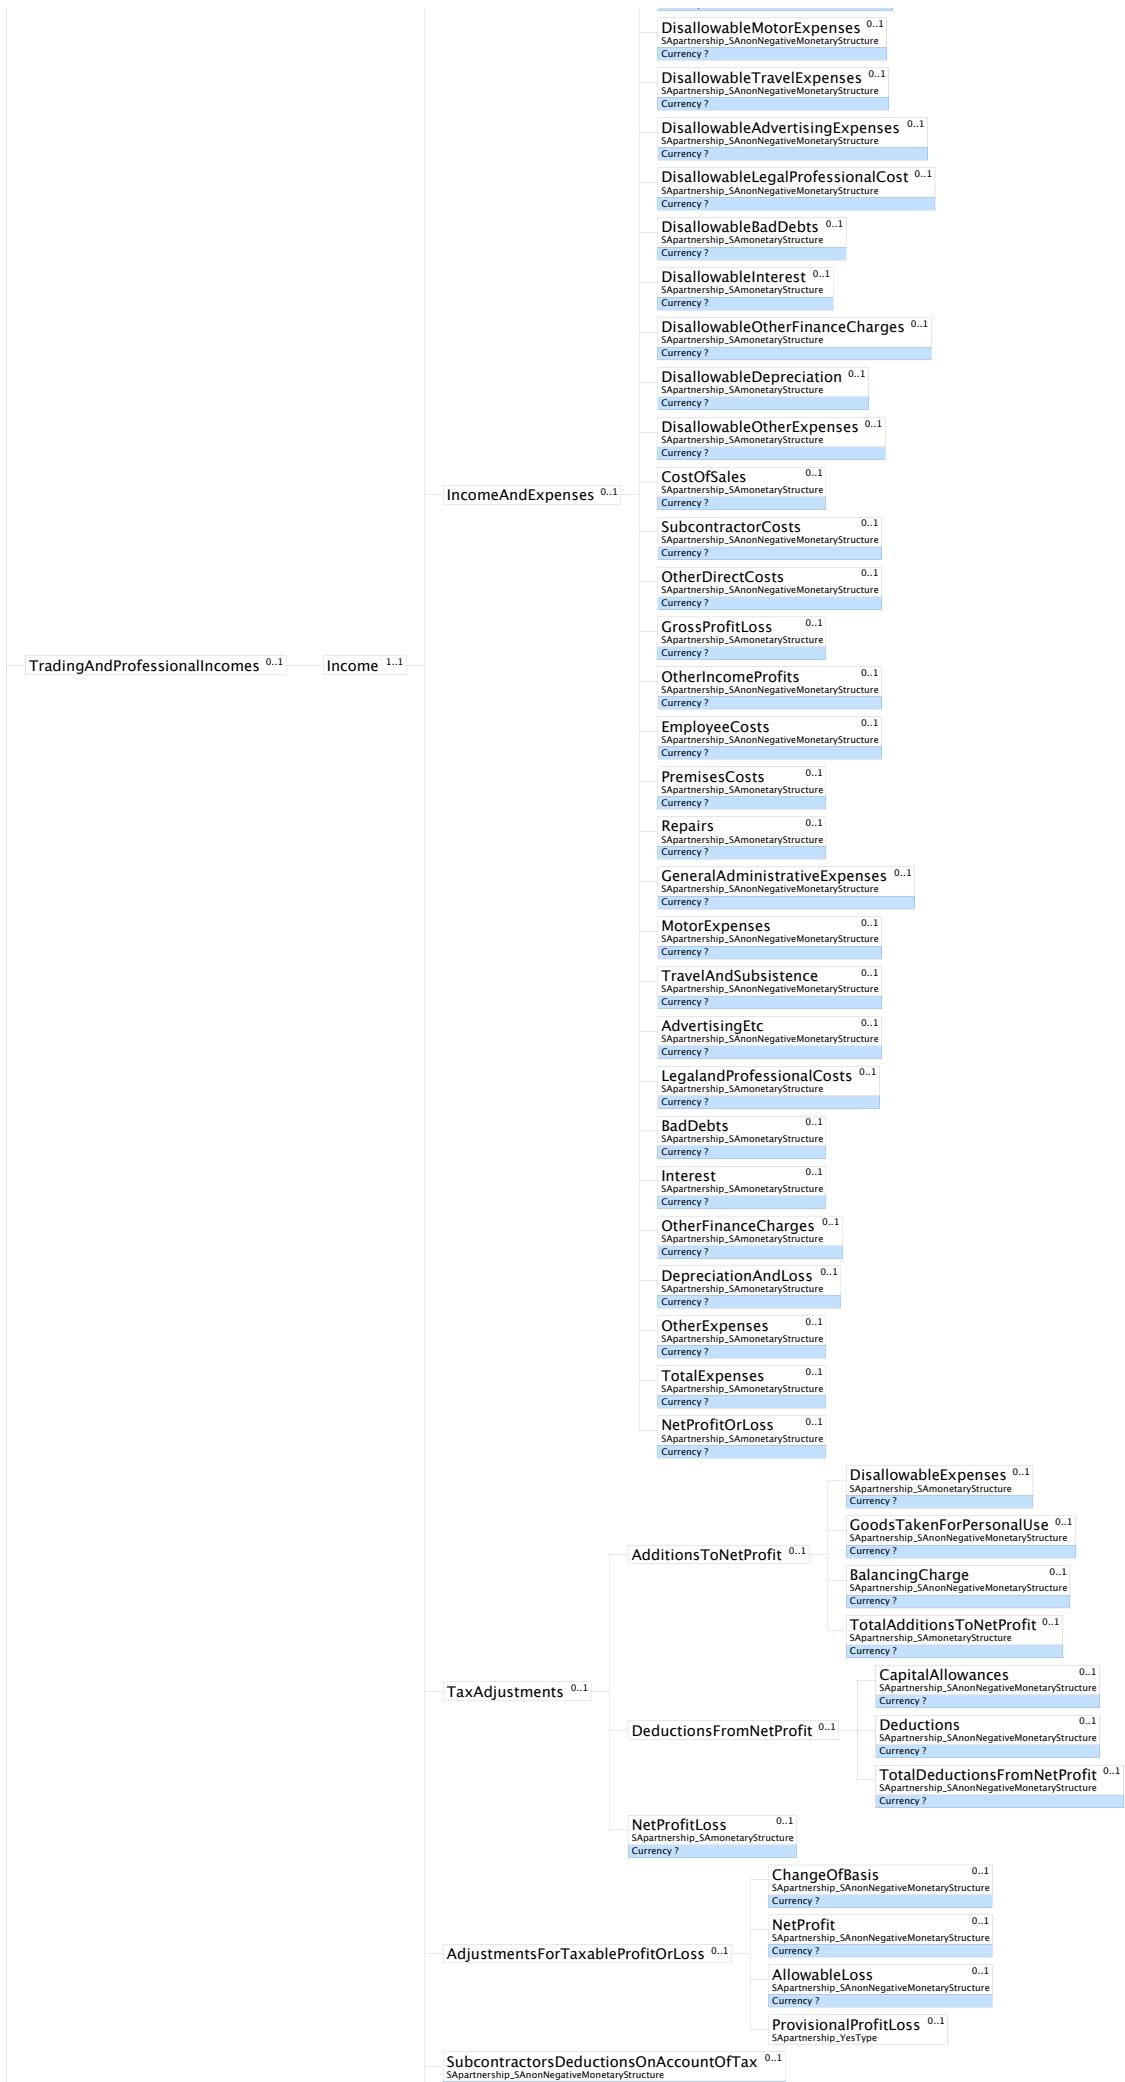 DisallowableMotorExpenses 0..1
SApartnership_SAnonNegativeMonetaryStructure
Currency ?
DisallowableTravelExpenses 0..1
SApartnership_SAnonNegativeMonetaryStructure
Currency ?
DisallowableAdvertisingExpenses 0..1
SApartnership_SAnonNegativeMonetaryStructure
Currency ?
DisallowableLegalProfessionalCost 0..1
SApartnership_SAnonNegativeMonetaryStructure
Currency ?
DisallowableBadDebts 0..1
SApartnership_SAmonetaryStructure
Currency ?
DisallowableInterest 0..1
SApartnership_SAmonetaryStructure
Currency ?
DisallowableOtherFinanceCharges 0..1
SApartnership_SAmonetaryStructure
Currency ?
DisallowableDepreciation 0..1
SApartnership_SAmonetaryStructure
Currency ?
DisallowableOtherExpenses 0..1
SApartnership_SAmonetaryStructure
Currency ?
IncomeAndExpenses 0..1
CostOfSales 0..1
SApartnership_SAmonetaryStructure
Currency ?
SubcontractorCosts 0..1
SApartnership_SAnonNegativeMonetaryStructure
Currency ?
OtherDirectCosts 0..1
SApartnership_SAnonNegativeMonetaryStructure
Currency ?
GrossProfitLoss 0..1
SApartnership_SAmonetaryStructure
Currency ?
TradingAndProfessionalIncomes 0..1
Income 1..1
OtherIncomeProfits 0..1
SApartnership_SAnonNegativeMonetaryStructure
Currency ?
EmployeeCosts 0..1
SApartnership_SAnonNegativeMonetaryStructure
Currency ?
PremisesCosts 0..1
SApartnership_SAmonetaryStructure
Currency ?
Repairs 0..1
SApartnership_SAmonetaryStructure
Currency ?
GeneralAdministrativeExpenses 0..1
SApartnership_SAnonNegativeMonetaryStructure
Currency ?
MotorExpenses 0..1
SApartnership_SAnonNegativeMonetaryStructure
Currency ?
TravelAndSubsistence 0..1
SApartnership_SAnonNegativeMonetaryStructure
Currency ?
AdvertisingEtc 0..1
SApartnership_SAnonNegativeMonetaryStructure
Currency ?
LegalandProfessionalCosts 0..1
SApartnership_SAmonetaryStructure
Currency ?
BadDebts 0..1
SApartnership_SAmonetaryStructure
Currency ?
Interest 0..1
SApartnership_SAmonetaryStructure
Currency ?
OtherFinanceCharges 0..1
SApartnership_SAmonetaryStructure
Currency ?
DepreciationAndLoss 0..1
SApartnership_SAmonetaryStructure
Currency ?
OtherExpenses 0..1
SApartnership_SAmonetaryStructure
Currency ?
TotalExpenses 0..1
SApartnership_SAmonetaryStructure
Currency ?
NetProfitOrLoss 0..1
SApartnership_SAmonetaryStructure
Currency ?
DisallowableExpenses 0..1
SApartnership_SAmonetaryStructure
Currency ?
GoodsTakenForPersonalUse 0..1
SApartnership_SAnonNegativeMonetaryStructure
Currency ?
AdditionsToNetProfit 0..1
BalancingCharge 0..1
SApartnership_SAnonNegativeMonetaryStructure
Currency ?
TotalAdditionsToNetProfit 0..1
SApartnership_SAmonetaryStructure
Currency ?
TaxAdjustments 0..1
CapitalAllowances 0..1
SApartnership_SAnonNegativeMonetaryStructure
Currency ?
DeductionsFromNetProfit 0..1
Deductions 0..1
SApartnership_SAnonNegativeMonetaryStructure
Currency ?
TotalDeductionsFromNetProfit 0..1
SApartnership_SAnonNegativeMonetaryStructure
Currency ?
NetProfitLoss 0..1
SApartnership_SAmonetaryStructure
Currency ?
ChangeOfBasis 0..1
SApartnership_SAnonNegativeMonetaryStructure
Currency ?
NetProfit 0..1
SApartnership_SAnonNegativeMonetaryStructure
Currency ?
AdjustmentsForTaxableProfitOrLoss 0..1
AllowableLoss 0..1
SApartnership_SAnonNegativeMonetaryStructure
Currency ?
ProvisionalProfitLoss 0..1
SApartnership_YesType
SubcontractorsDeductionsOnAccountOfTax 0..1
SApartnership_SAnonNegativeMonetaryStructure